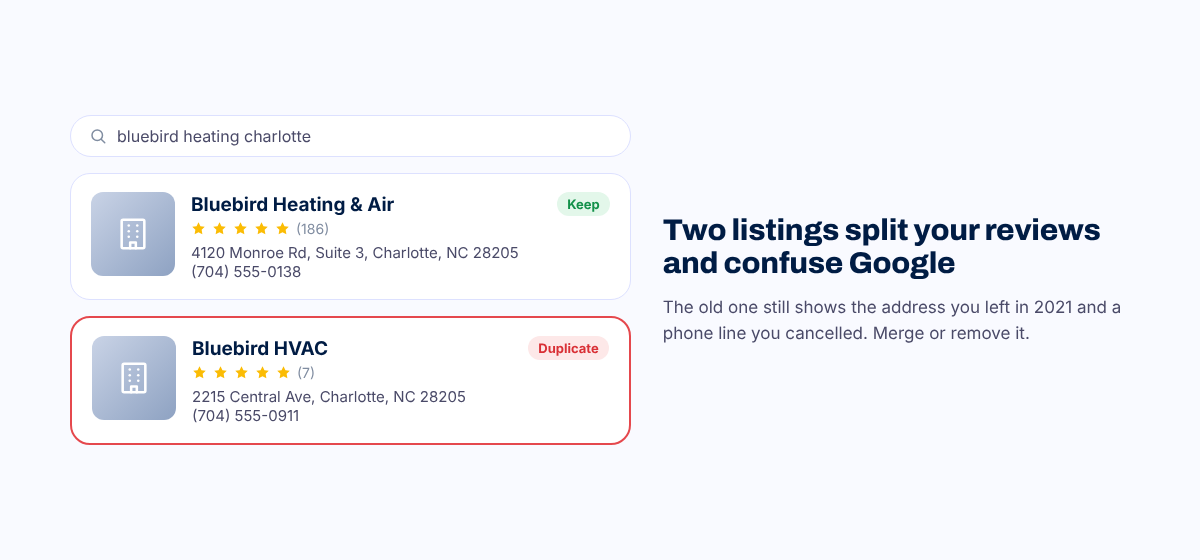 bluebird heating charlotte
Bluebird Heating & Air
Keep
(186)
4120 Monroe Rd, Suite 3, Charlotte, NC 28205
(704) 555-0138
Bluebird HVAC
Duplicate
(7)
2215 Central Ave, Charlotte, NC 28205
(704) 555-0911
Two listings split your reviews
and confuse Google
The old one still shows the address you left in 2021 and a
phone line you cancelled. Merge or remove it.